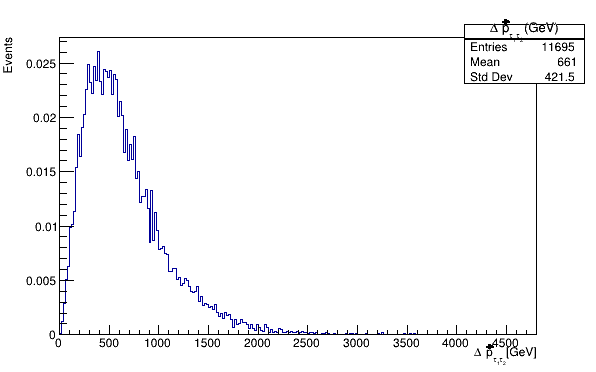 Δ p⃗τ₁τ₂ (GeV)
Entries 11695
Mean 661
Std Dev 421.5
Events
0.025
0.02
0.015
0.01
0.005
0
0 500 1000 1500 2000 2500 3000 3500 4000 4500
Δ p⃗τ₁τ₂ [GeV]